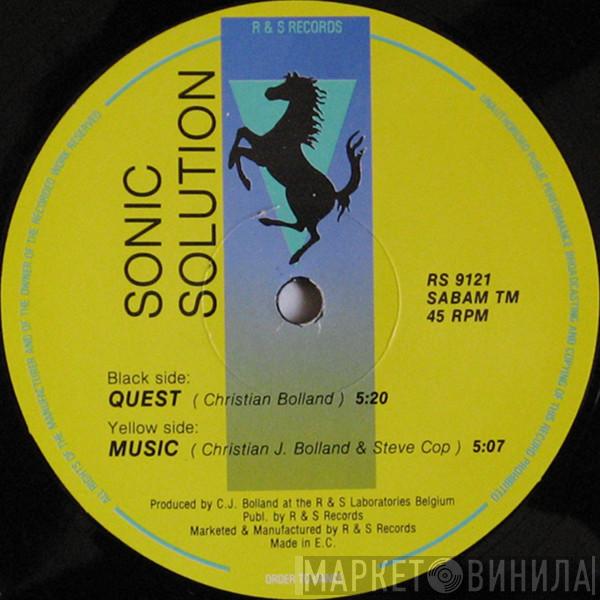 R & S RECORDS
SONIC
SOLUTION
RS 9121
SABAM TM
45 RPM
Black side:
QUEST ( Christian Bolland ) 5:20
Yellow side:
MUSIC ( Christian J. Bolland & Steve Cop ) 5:07
Produced by C.J. Bolland at the R & S Laboratories Belgium
Publ. by R & S Records
Marketed & Manufactured by R & S Records
Made in E.C.
ALL RIGHTS OF THE MANUFACTURER AND OF THE OWNER OF THE RECORDED WORK RESERVED
UNAUTHORISED PUBLIC PERFORMANCE BROADCASTING AND COPYING OF THIS RECORD PROHIBITED
ORDER TO DANCE
МАРКЕТ ВИНИЛА